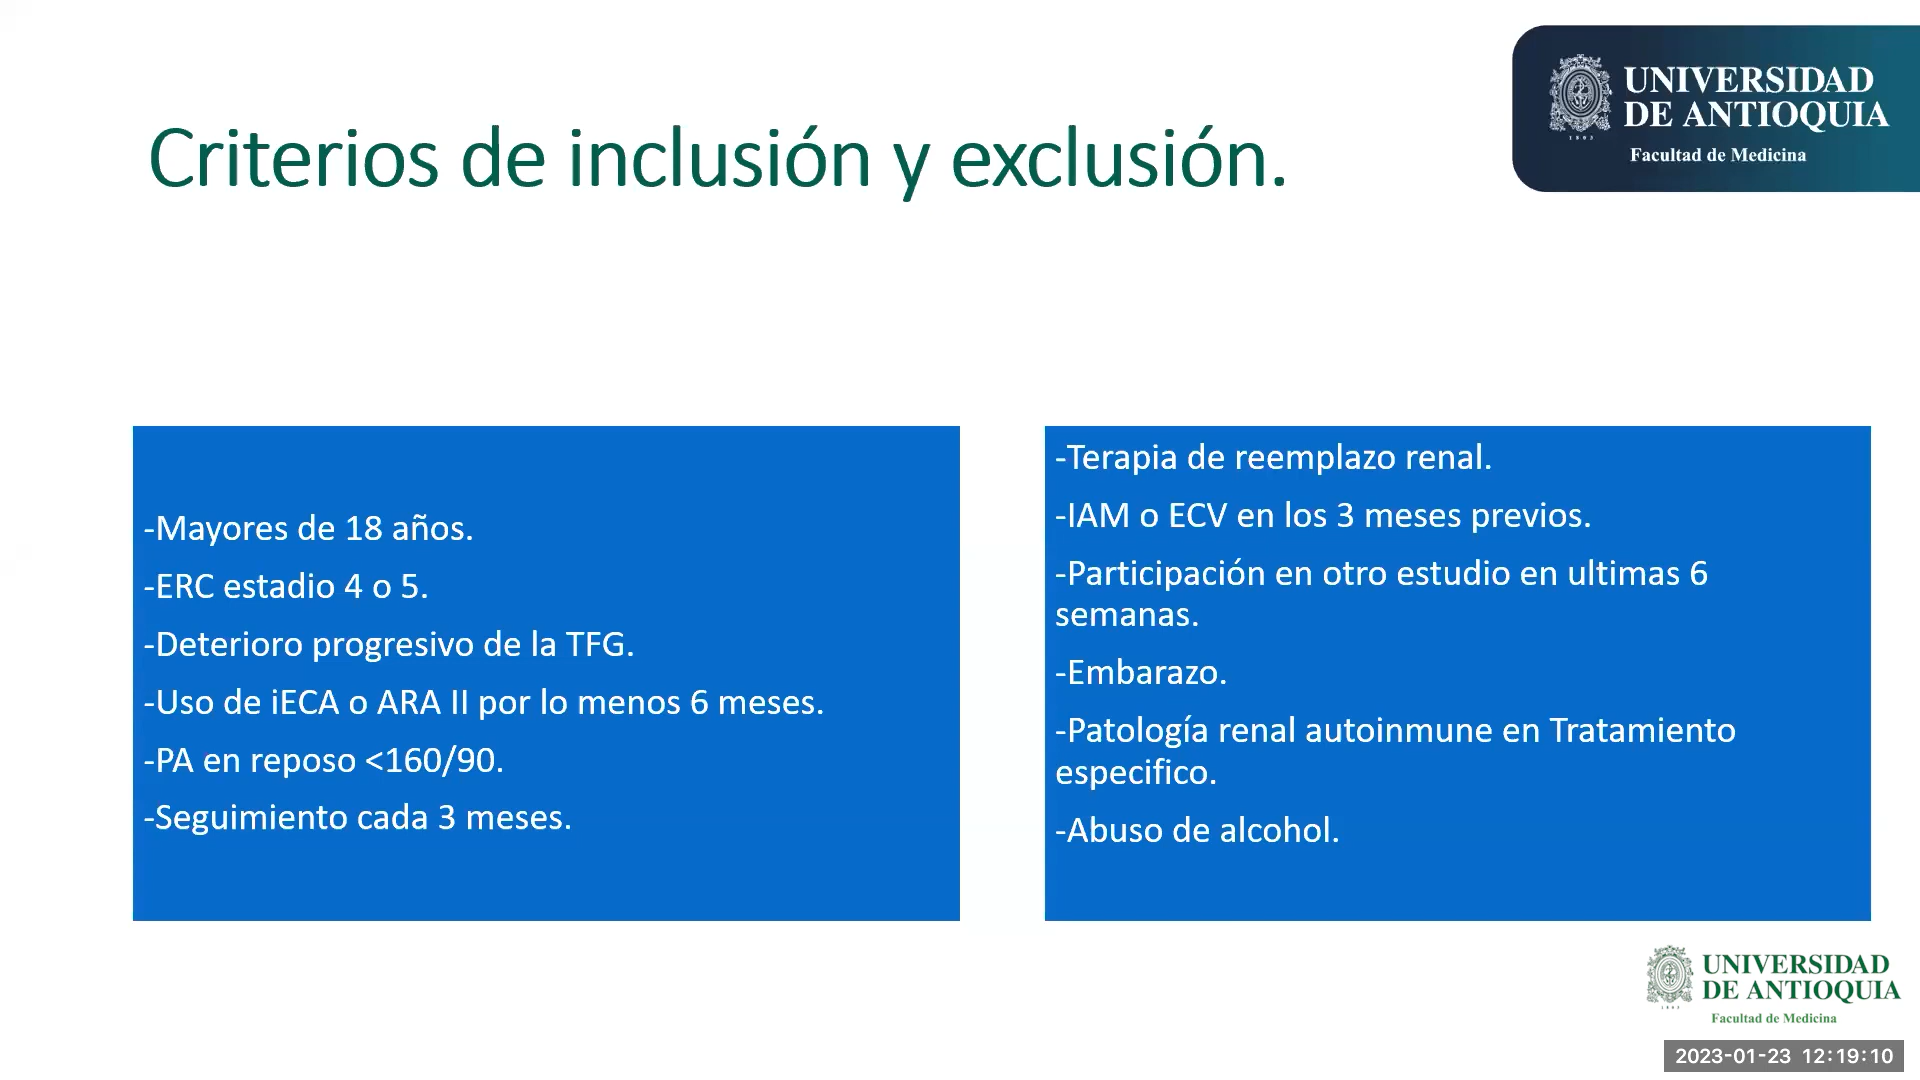 UNIVERSIDAD
DE ANTIOQUIA
1803
Facultad de Medicina
Criterios de inclusión y exclusión.
-Mayores de 18 años.
-ERC estadio 4 o 5.
-Deterioro progresivo de la TFG.
-Uso de iECA o ARA II por lo menos 6 meses.
-PA en reposo <160/90.
-Seguimiento cada 3 meses.
-Terapia de reemplazo renal.
-IAM o ECV en los 3 meses previos.
-Participación en otro estudio en ultimas 6
semanas.
-Embarazo.
-Patología renal autoinmune en Tratamiento
especifico.
-Abuso de alcohol.
UNIVERSIDAD
DE ANTIOQUIA
1803
Facultad de Medicina
2023-01-23 12:19:10